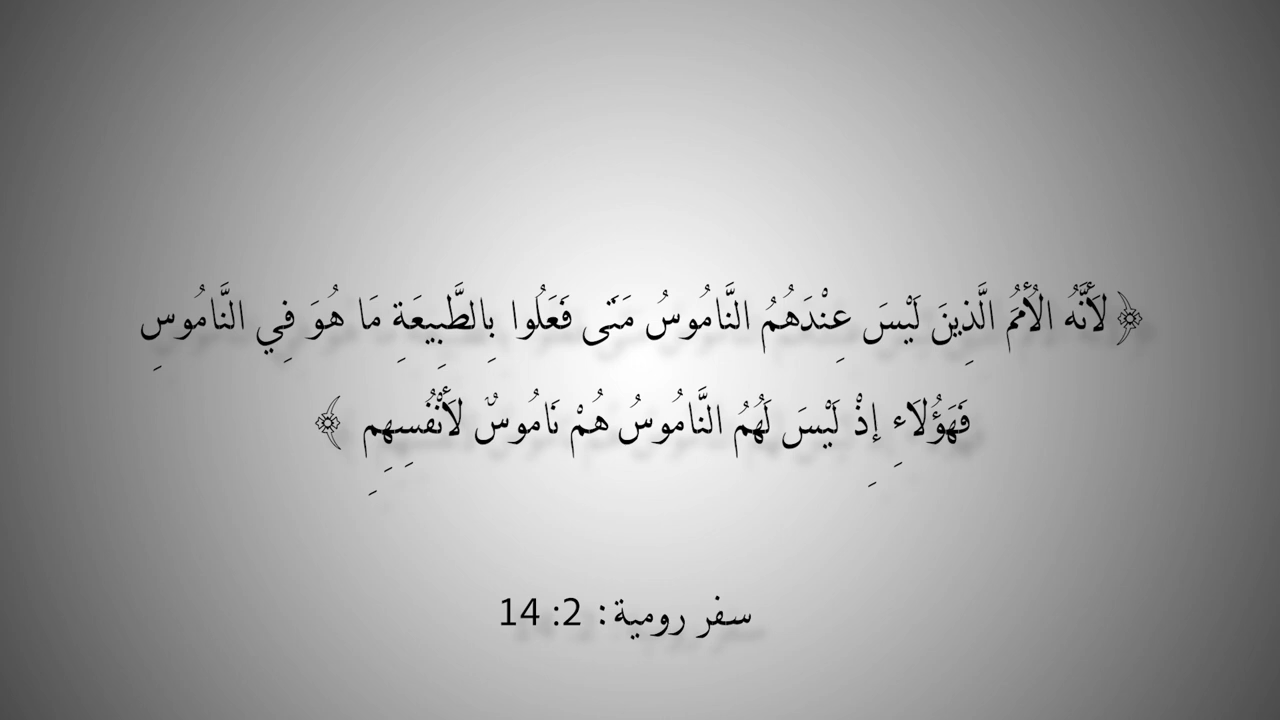 ﴿لأَنَّهُ الأُمَمُ الَّذِينَ لَيْسَ عِنْدَهُمُ النَّامُوسُ مَتَى فَعَلُوا بِالطَّبِيعَةِ مَا هُوَ فِي النَّامُوسِ
فَهَؤُلاَءِ إِذْ لَيْسَ لَهُمُ النَّامُوسُ هُمْ نَامُوسٌ لأَنْفُسِهِمِ ﴾
سفر رومية: 2: 14